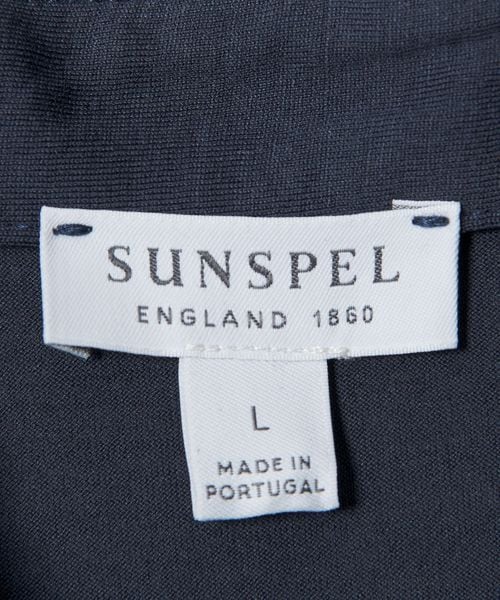 SUNSPEL
ENGLAND 1860
L
MADE IN
PORTUGAL